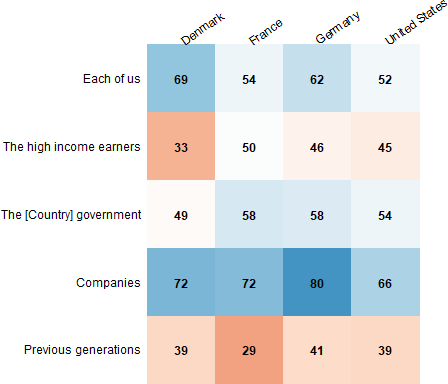 Denmark France Germany United States
Each of us 69 54 62 52
The high income earners 33 50 46 45
The [Country] government 49 58 58 54
Companies 72 72 80 66
Previous generations 39 29 41 39